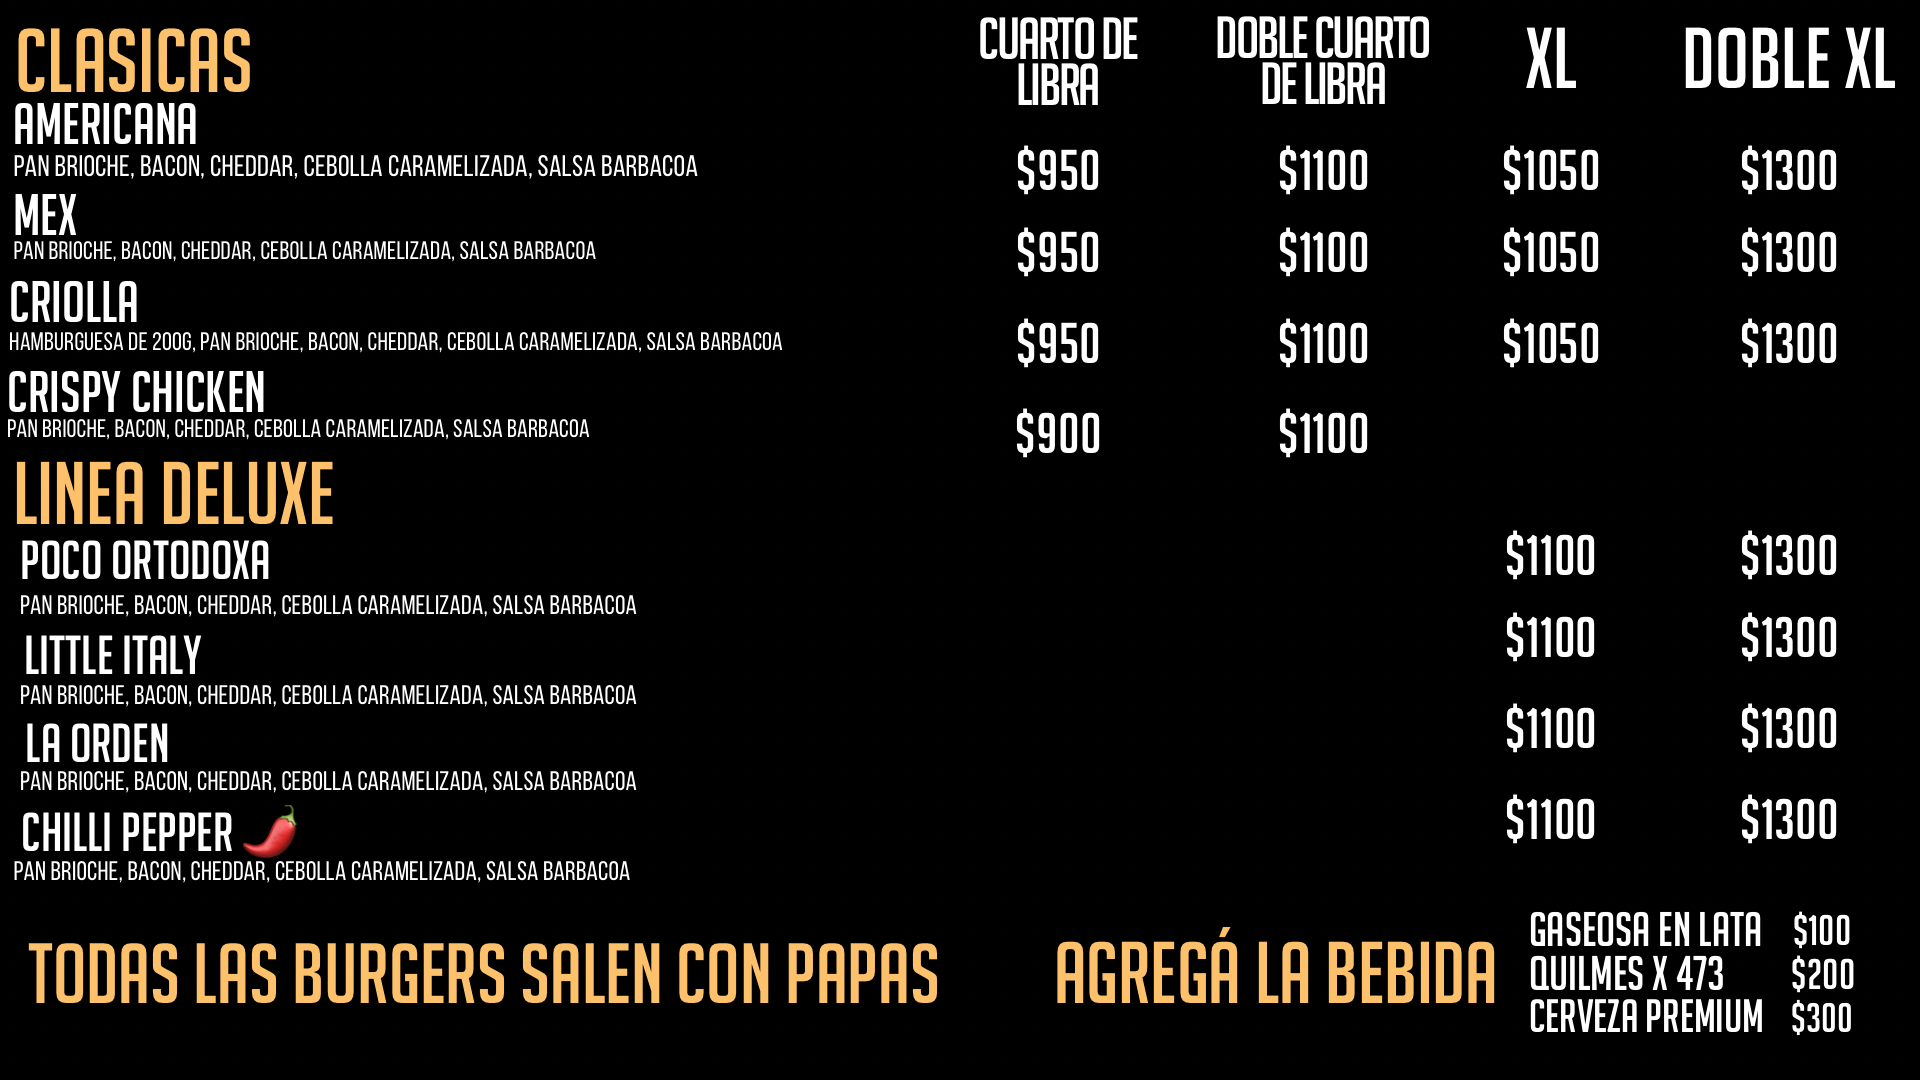 CLASICAS
CUARTO DE
LIBRA
DOBLE CUARTO
DE LIBRA
XL
DOBLE XL
AMERICANA
PAN BRIOCHE, BACON, CHEDDAR, CEBOLLA CARAMELIZADA, SALSA BARBACOA
$950 $1100 $1050 $1300
MEX
PAN BRIOCHE, BACON, CHEDDAR, CEBOLLA CARAMELIZADA, SALSA BARBACOA
$950 $1100 $1050 $1300
CRIOLLA
HAMBURGUESA DE 200G, PAN BRIOCHE, BACON, CHEDDAR, CEBOLLA CARAMELIZADA, SALSA BARBACOA
$950 $1100 $1050 $1300
CRISPY CHICKEN
PAN BRIOCHE, BACON, CHEDDAR, CEBOLLA CARAMELIZADA, SALSA BARBACOA
$900 $1100
LINEA DELUXE
POCO ORTODOXA
$1100 $1300
PAN BRIOCHE, BACON, CHEDDAR, CEBOLLA CARAMELIZADA, SALSA BARBACOA
LITTLE ITALY
$1100 $1300
PAN BRIOCHE, BACON, CHEDDAR, CEBOLLA CARAMELIZADA, SALSA BARBACOA
LA ORDEN
$1100 $1300
PAN BRIOCHE, BACON, CHEDDAR, CEBOLLA CARAMELIZADA, SALSA BARBACOA
CHILLI PEPPER
$1100 $1300
PAN BRIOCHE, BACON, CHEDDAR, CEBOLLA CARAMELIZADA, SALSA BARBACOA
TODAS LAS BURGERS SALEN CON PAPAS
AGREGÁ LA BEBIDA
GASEOSA EN LATA $100
QUILMES X 473 $200
CERVEZA PREMIUM $300